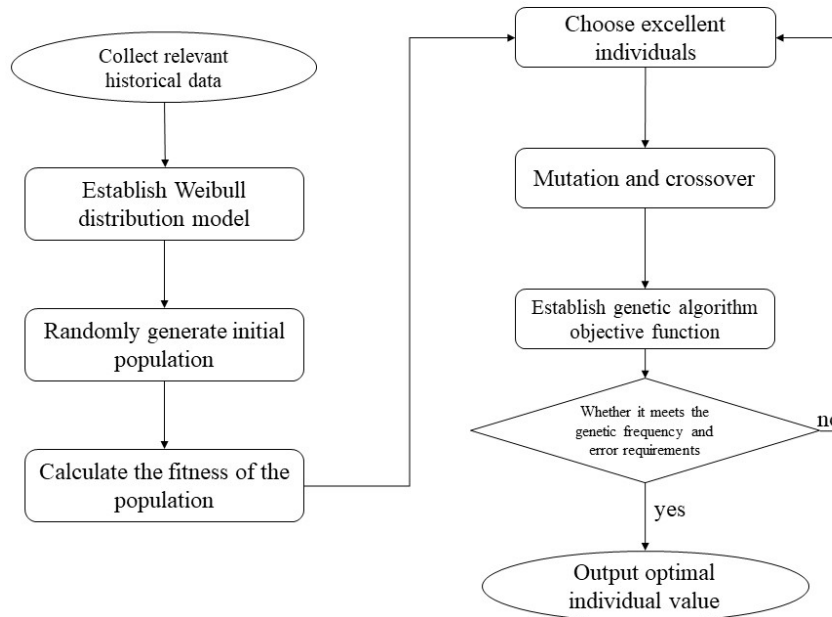 Collect relevant
historical data
Establish Weibull
distribution model
Randomly generate initial
population
Calculate the fitness of the
population
Choose excellent
individuals
Mutation and crossover
Establish genetic algorithm
objective function
Whether it meets the
genetic frequency and
error requirements
no
yes
Output optimal
individual value